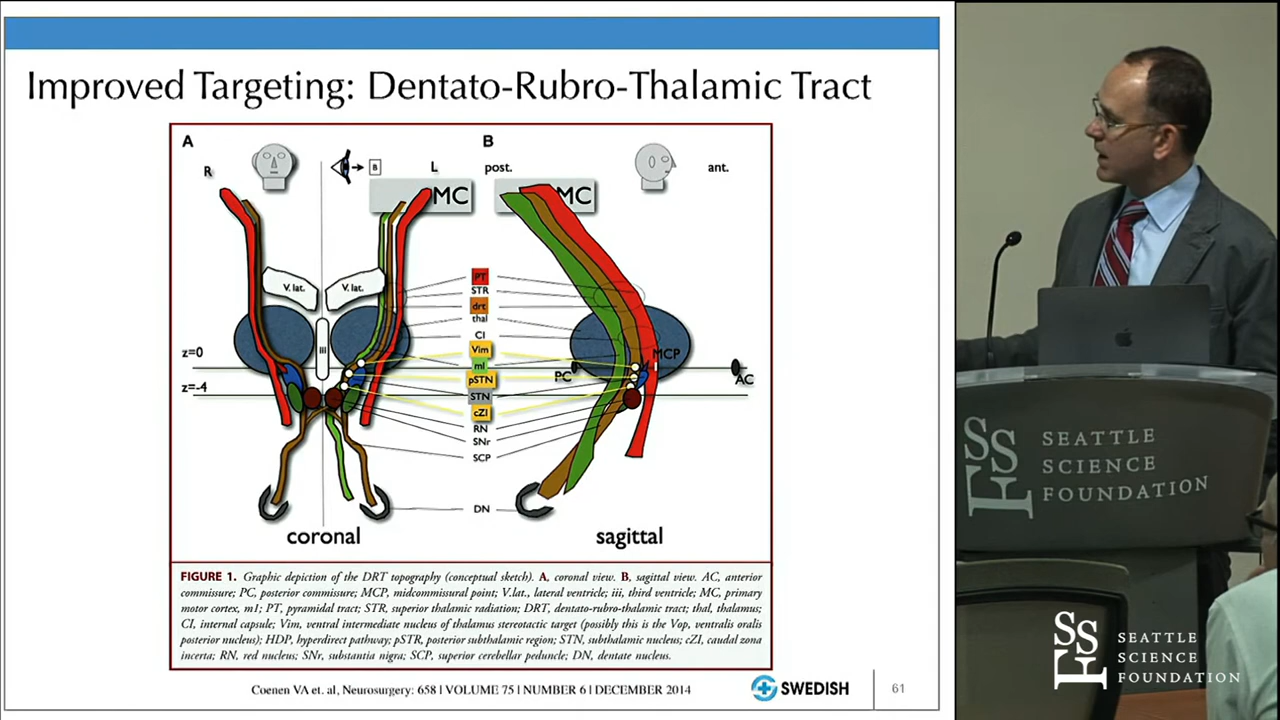 Improved Targeting: Dentato-Rubro-Thalamic Tract
A
B
R
B
L
post.
ant.
MC
MC
V. lat.
V. lat.
iii
PT
STR
drt
thal
CI
Vim
ml
pSTN
STN
cZI
RN
SNr
SCP
DN
z=0
z=-4
PC
MCP
AC
coronal
sagittal
FIGURE 1. Graphic depiction of the DRT topography (conceptual sketch). A, coronal view. B, sagittal view. AC, anterior
commissure; PC, posterior commissure; MCP, midcommissural point; V.lat., lateral ventricle; iii, third ventricle; MC, primary
motor cortex, m1; PT, pyramidal tract; STR, superior thalamic radiation; DRT, dentato-rubro-thalamic tract; thal, thalamus;
CI, internal capsule; Vim, ventral intermediate nucleus of thalamus stereotactic target (possibly this is the Vop, ventralis oralis
posterior nucleus); HDP, hyperdirect pathway; pSTR, posterior subthalamic region; STN, subthalamic nucleus; cZI, caudal zona
incerta; RN, red nucleus; SNr, substantia nigra; SCP, superior cerebellar peduncle; DN, dentate nucleus.
Coenen VA et. al, Neurosurgery: 658 I VOLUME 75 I NUMBER 6 I DECEMBER 2014
SWEDISH
61
SSF
SEATTLE
SCIENCE
FOUNDATION
SSF
SEATTLE
SCIENCE
FOUNDATION